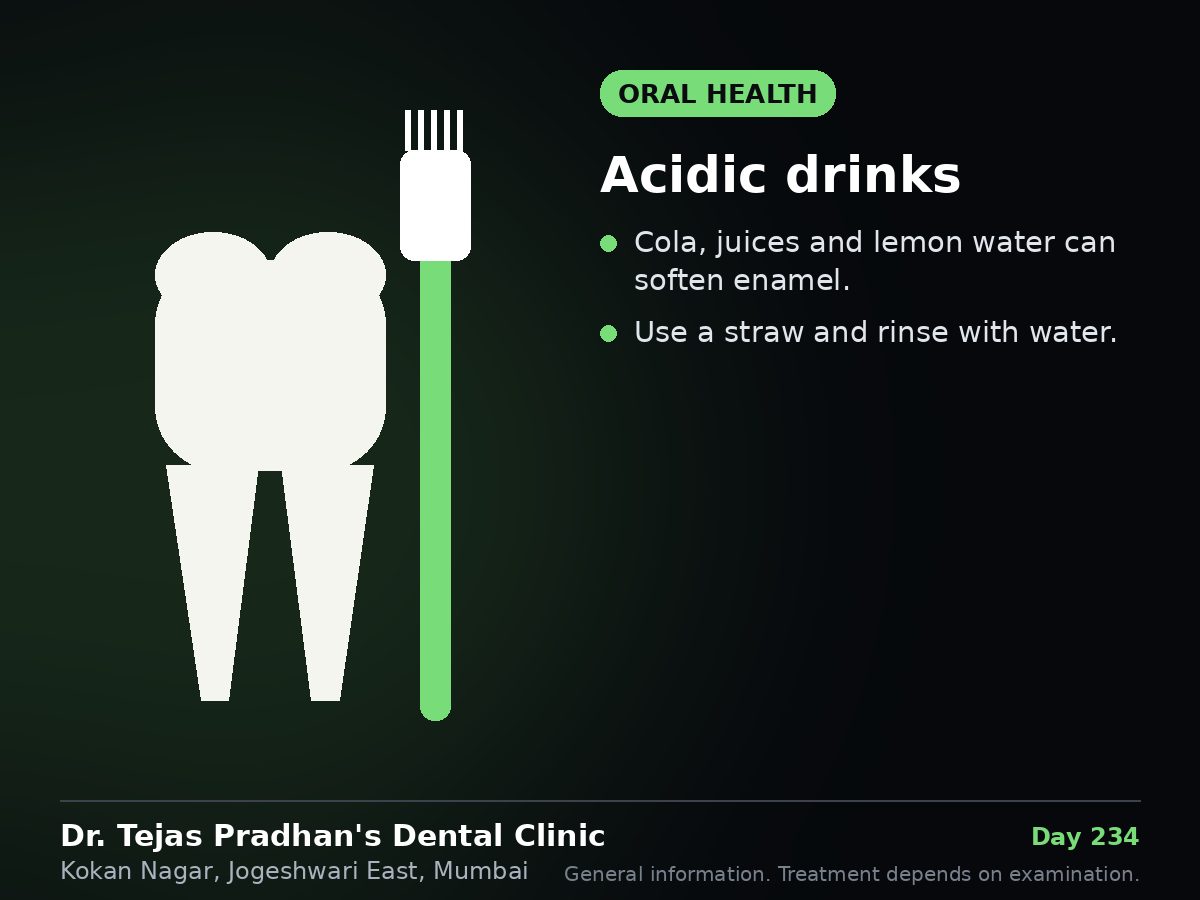 ORAL HEALTH
Acidic drinks
Cola, juices and lemon water can
soften enamel.
Use a straw and rinse with water.
Dr. Tejas Pradhan's Dental Clinic
Day 234
Kokan Nagar, Jogeshwari East, Mumbai
General information. Treatment depends on examination.